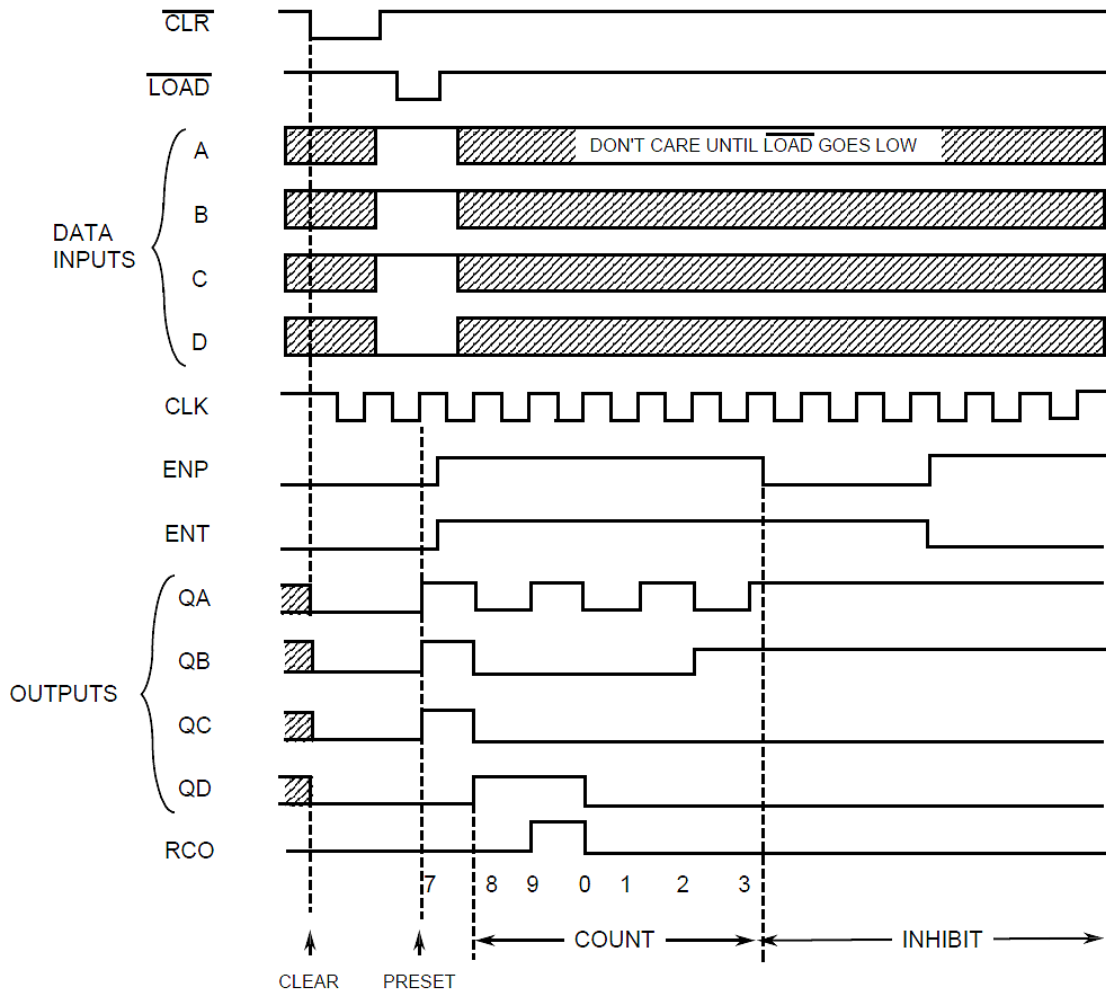 CLR
LOAD
A
DON'T CARE UNTIL LOAD GOES LOW
B
DATA
INPUTS
C
D
CLK
ENP
ENT
QA
QB
OUTPUTS
QC
QD
RCO
7 8 9 0 1 2 3
COUNT INHIBIT
CLEAR PRESET